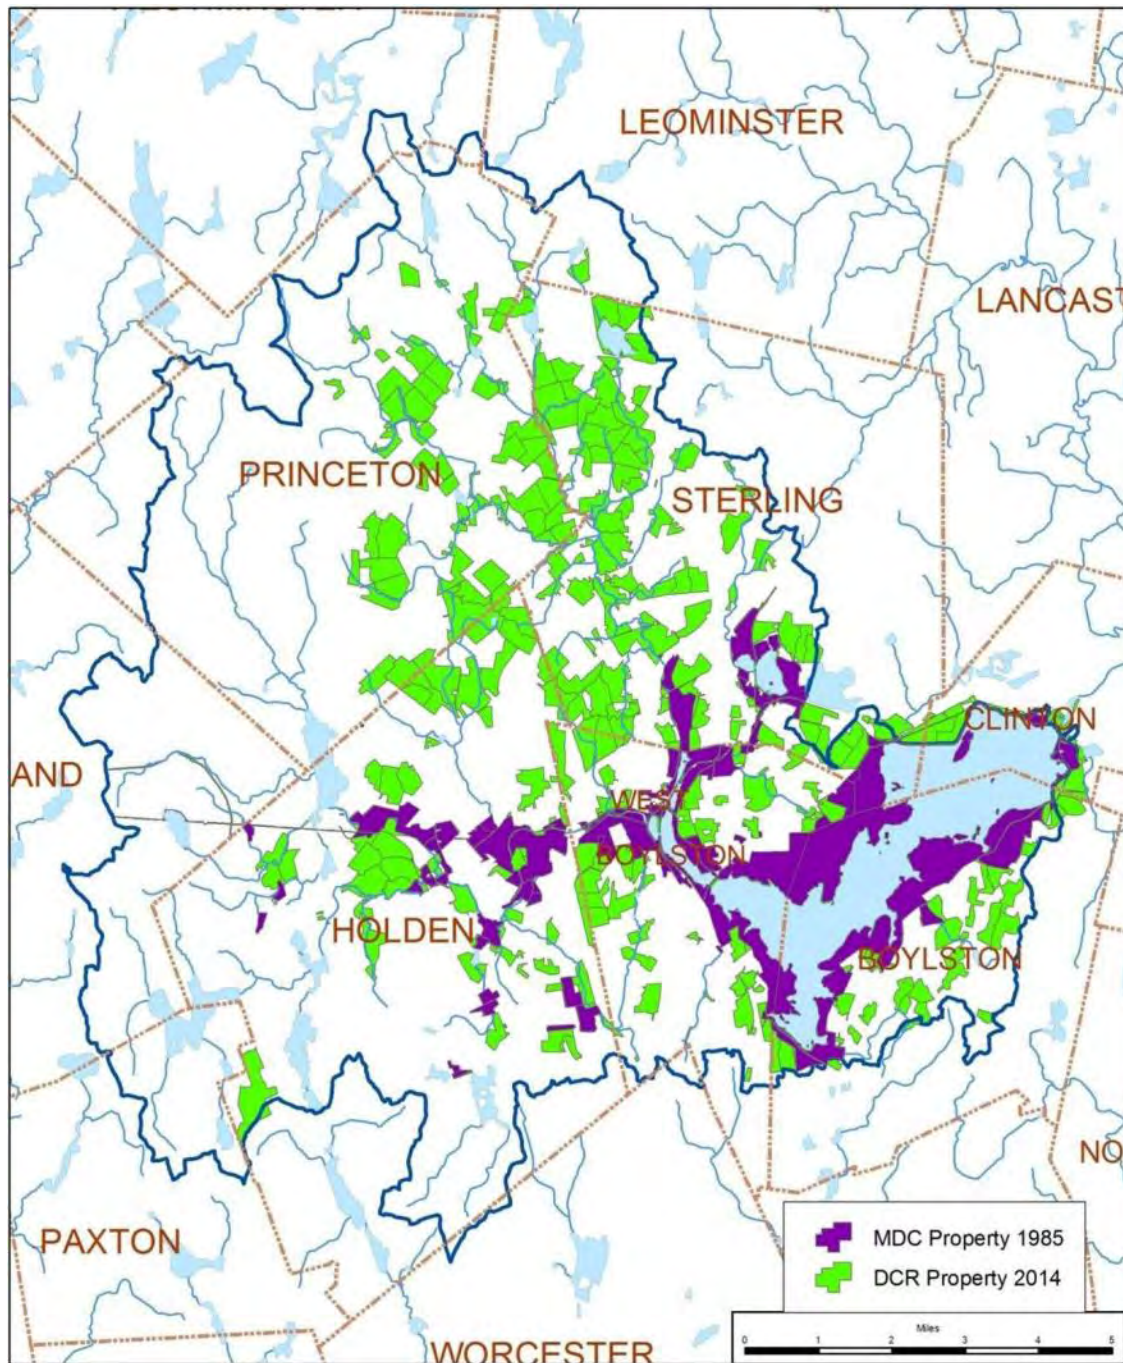 LEOMINSTER
LANCAST
PRINCETON
STERLING
CLINTON
AND
WEST
BOYLSTON
HOLDEN
BOYLSTON
NO
PAXTON
WORCESTER
MDC Property 1985
DCR Property 2014
Miles
0 1 2 3 4 5